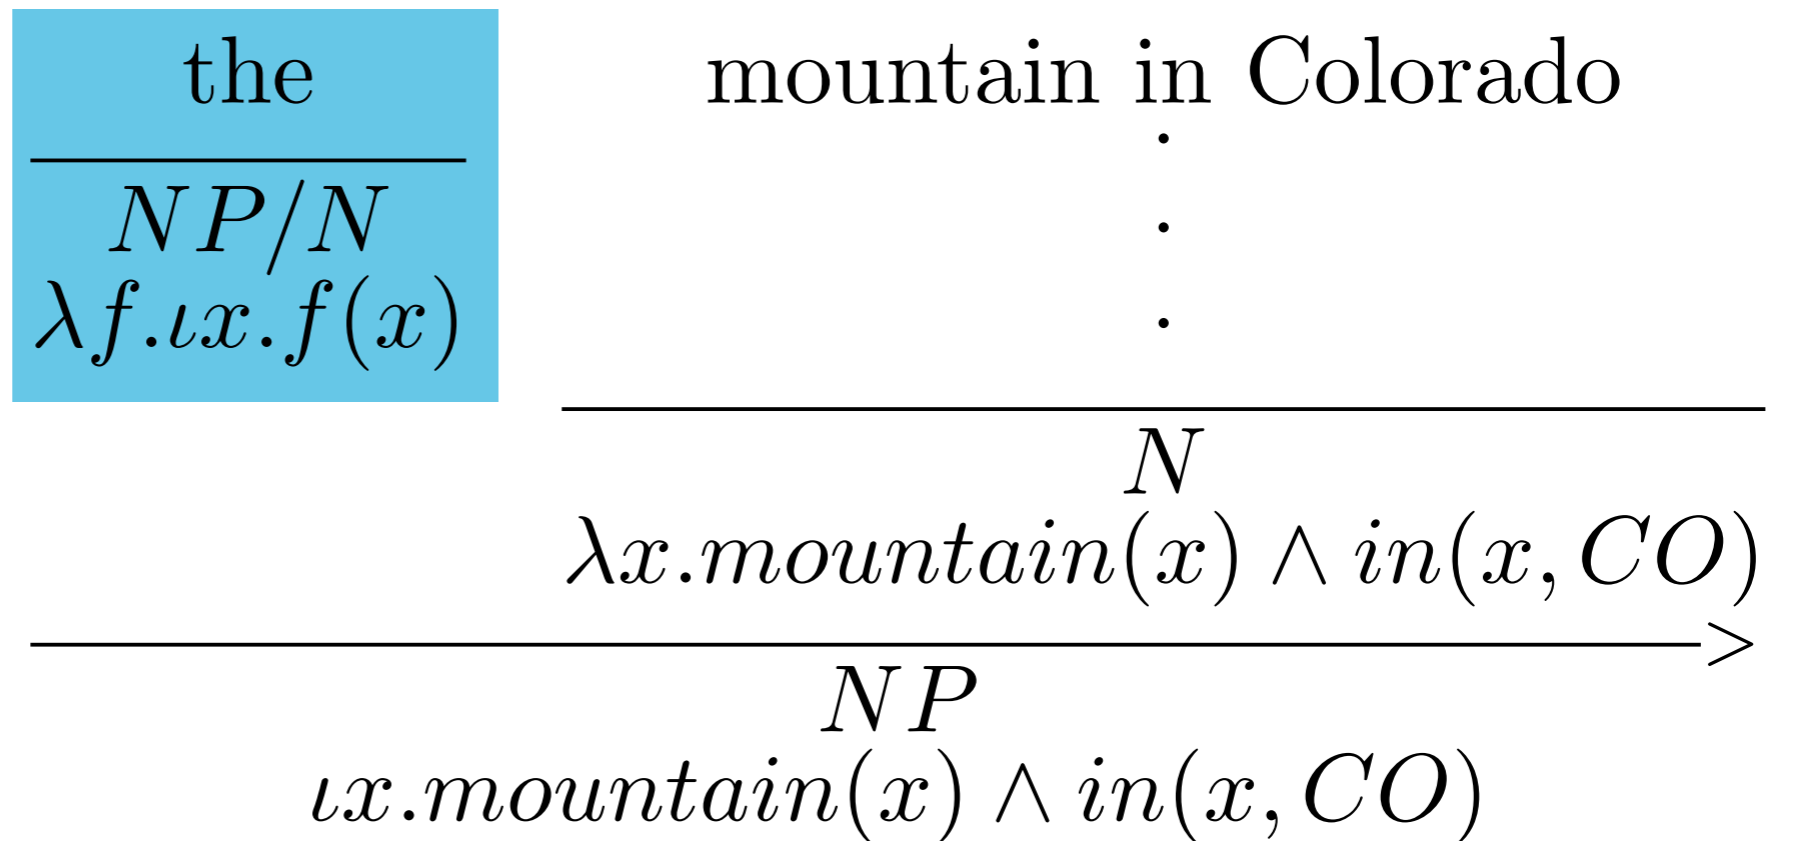 the
mountain in Colorado
.
.
.
NP/N
λf.ιx.f(x)
N
λx.mountain(x) ∧ in(x, CO)
>
NP
ιx.mountain(x) ∧ in(x, CO)